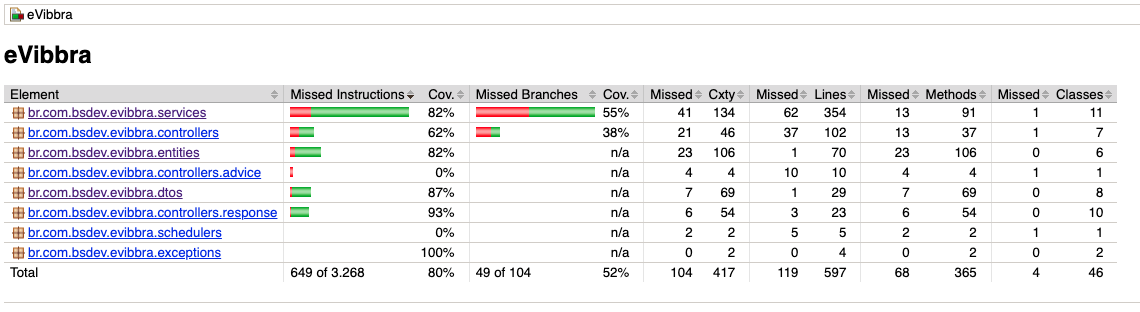 eVibbra
eVibbra
Element Missed Instructions Cov. Missed Branches Cov. Missed Cxty Missed Lines Missed Methods Missed Classes
br.com.bsdev.evibbra.services 82% 55% 41 134 62 354 13 91 1 11
br.com.bsdev.evibbra.controllers 62% 38% 21 46 37 102 13 37 1 7
br.com.bsdev.evibbra.entities 82% n/a 23 106 1 70 23 106 0 6
br.com.bsdev.evibbra.controllers.advice 0% n/a 4 4 10 10 4 4 1 1
br.com.bsdev.evibbra.dtos 87% n/a 7 69 1 29 7 69 0 8
br.com.bsdev.evibbra.controllers.response 93% n/a 6 54 3 23 6 54 0 10
br.com.bsdev.evibbra.schedulers 0% n/a 2 2 5 5 2 2 1 1
br.com.bsdev.evibbra.exceptions 100% n/a 0 2 0 4 0 2 0 2
Total 649 of 3.268 80% 49 of 104 52% 104 417 119 597 68 365 4 46